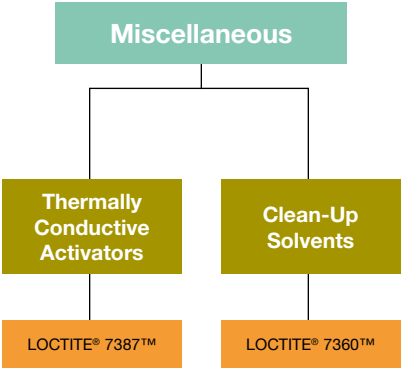 Miscellaneous
Thermally
Conductive
Activators
Clean-Up
Solvents
LOCTITE® 7387™
LOCTITE® 7360™